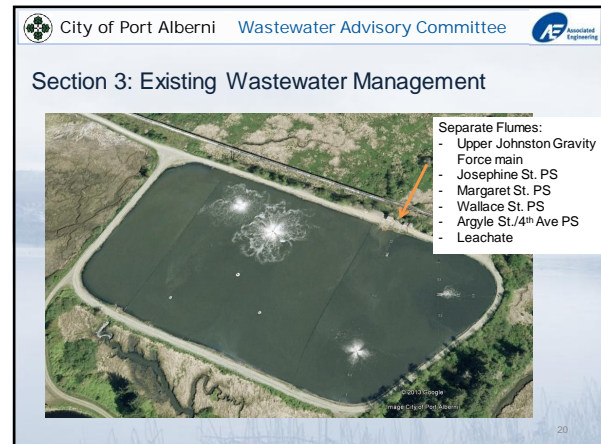 City of Port Alberni Wastewater Advisory Committee
Associated
Engineering
Section 3: Existing Wastewater Management
Separate Flumes:
- Upper Johnston Gravity
Force main
- Josephine St. PS
- Margaret St. PS
- Wallace St. PS
- Argyle St./4th Ave PS
- Leachate
©2013 Google
Image City of Port Alberni
20